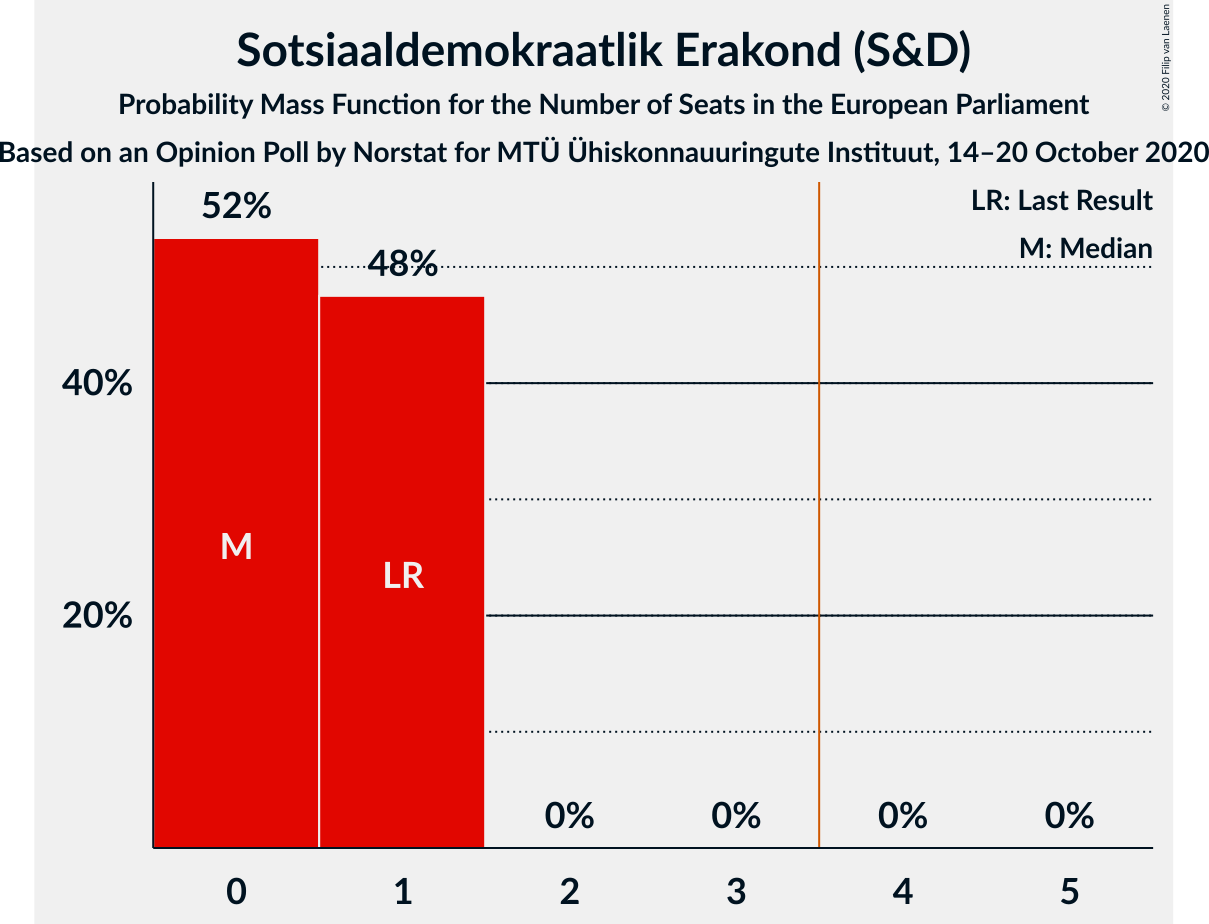 Sotsiaaldemokraatlik Erakond (S&D)
Probability Mass Function for the Number of Seats in the European Parliament
Based on an Opinion Poll by Norstat for MTÜ Ühiskonnauuringute Instituut, 14–20 October 2020
© 2020 Filip van Laenen
LR: Last Result
M: Median
52%
48%
40%
20%
M
LR
0% 0% 0% 0%
0 1 2 3 4 5